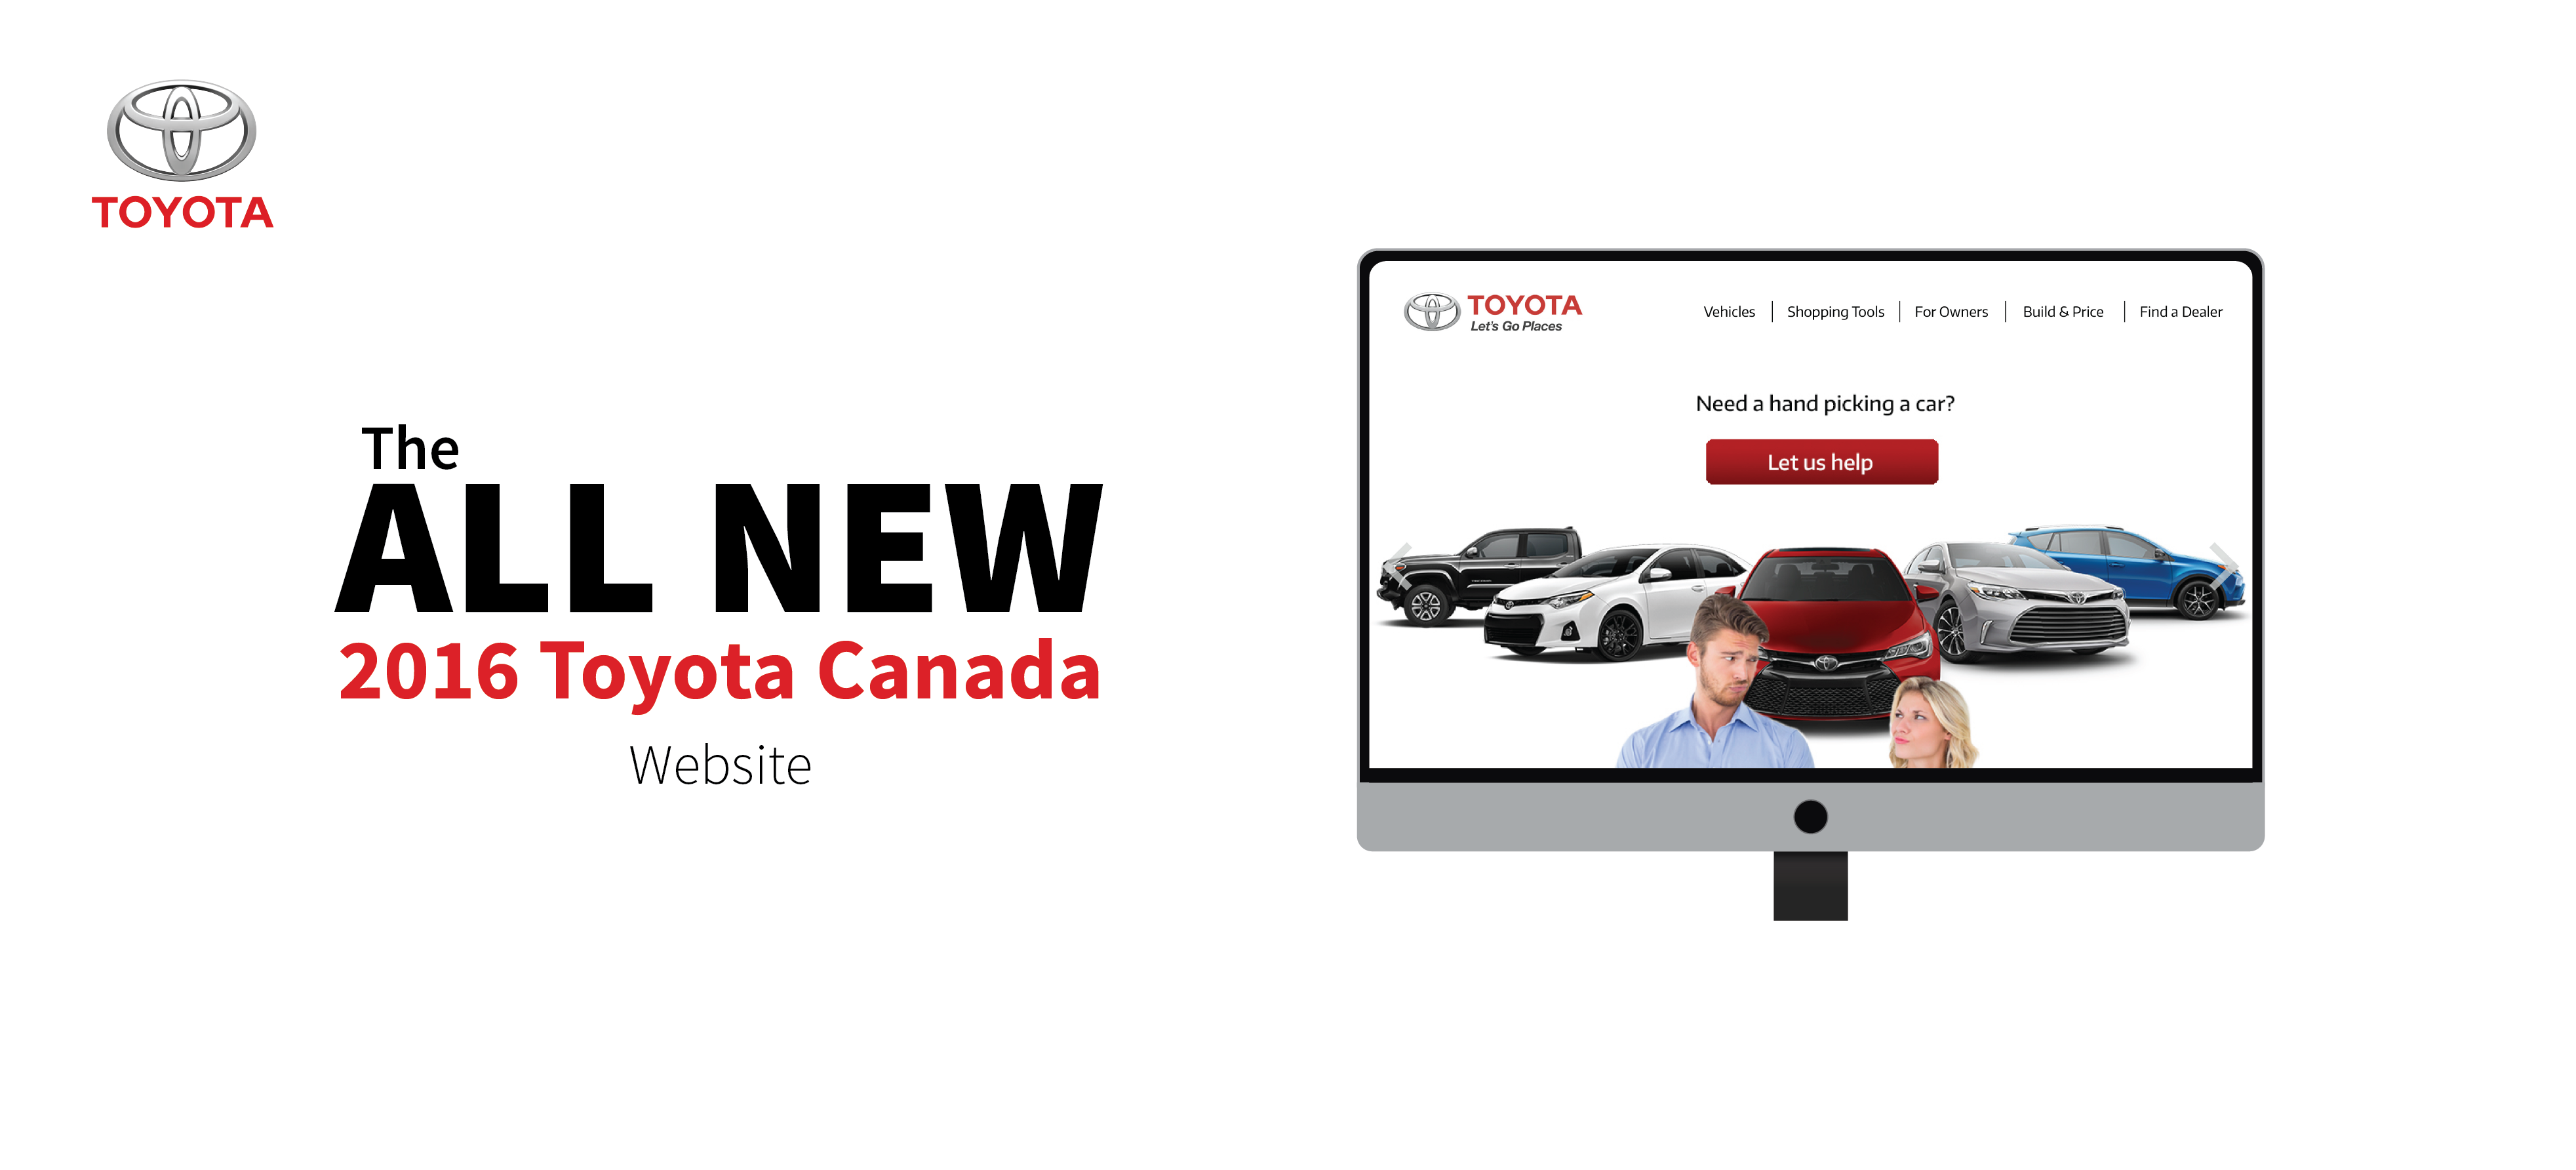 TOYOTA
The
ALL NEW
2016 Toyota Canada
Website
TOYOTA
Let's Go Places
Vehicles
Shopping Tools
For Owners
Build & Price
Find a Dealer
Need a hand picking a car?
Let us help